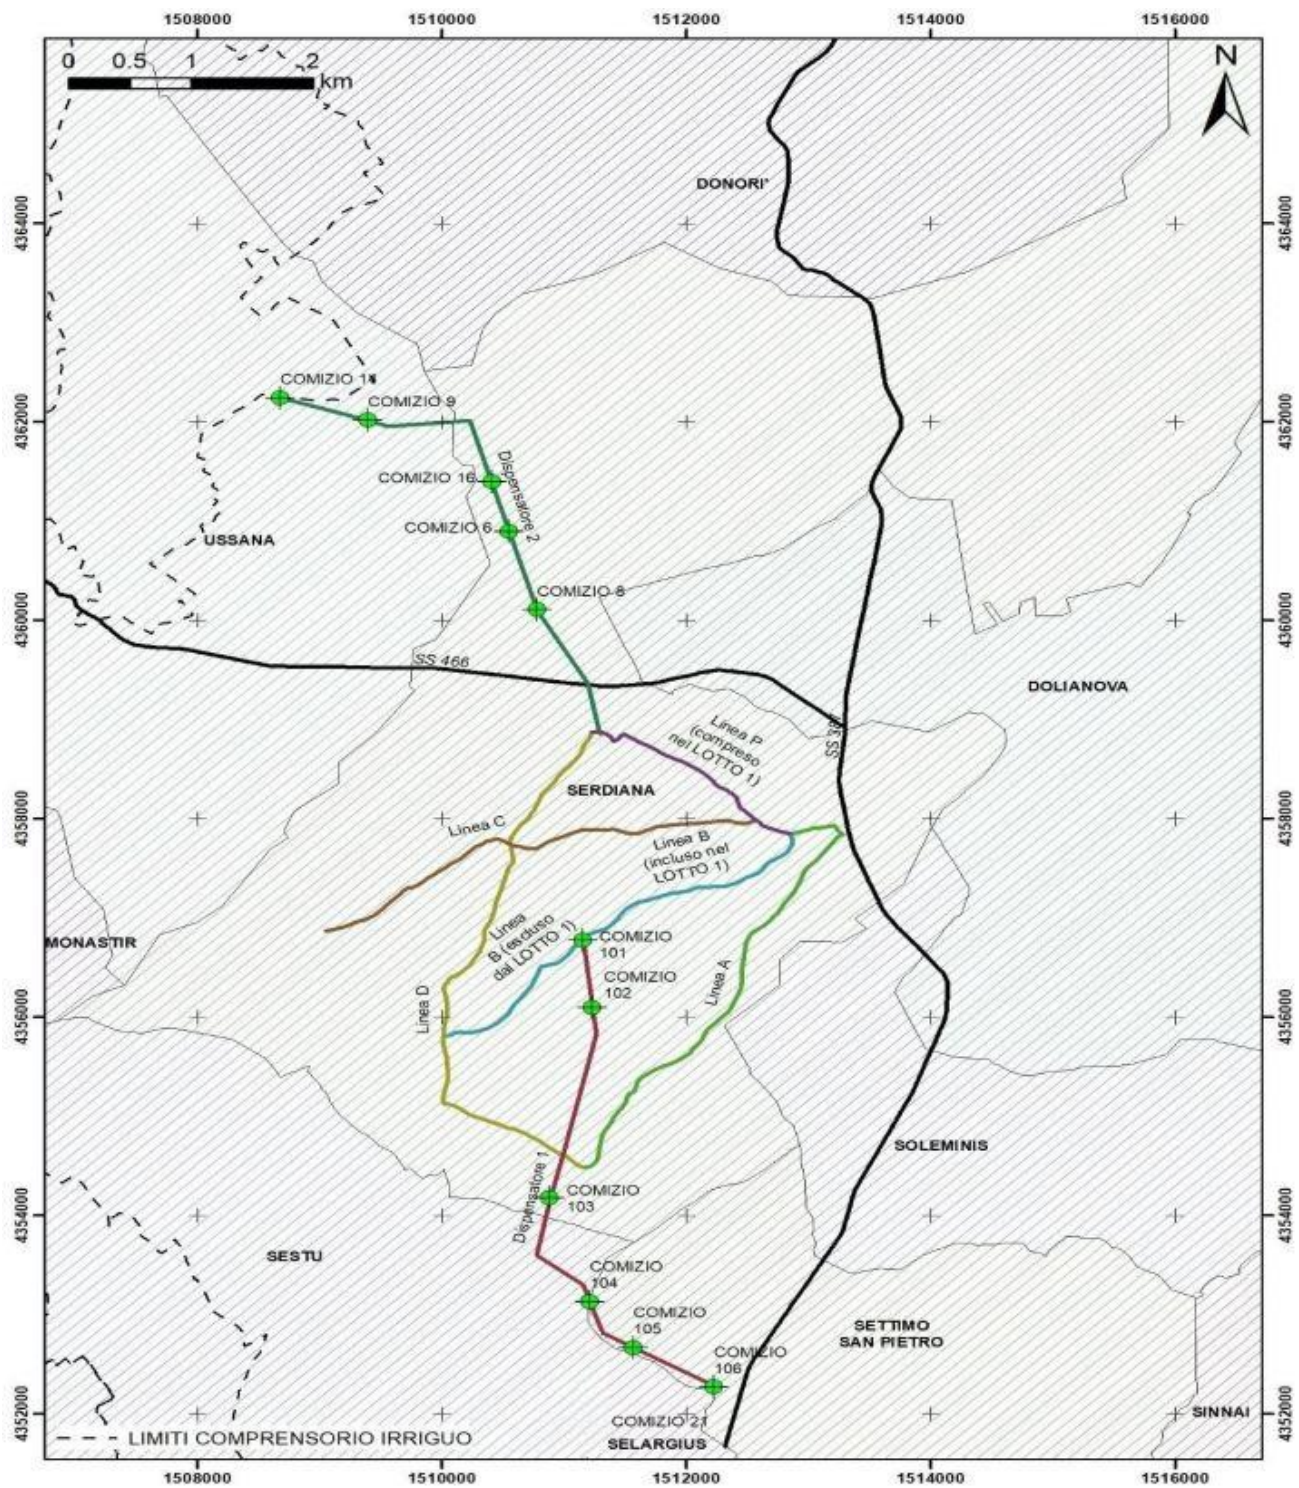 1508000
1510000
1512000
1514000
1516000
0 0.5 1 2
km
N
DONORI'
4364000
4364000
COMIZIO 14
COMIZIO 9
4362000
4362000
Dispensatore 2
COMIZIO 16
COMIZIO 6
USSANA
COMIZIO 8
4360000
4360000
SS 466
DOLIANOVA
Linea P
(compreso
nel LOTTO 1)
SS 387
SERDIANA
4358000
4358000
Linea C
Linea B
(incluso nel
LOTTO 1)
Linea
B (escluso
dal LOTTO 1)
MONASTIR
COMIZIO
101
COMIZIO
102
Linea A
Linea D
4356000
4356000
SOLEMINIS
Dispensatore 1
COMIZIO
103
4354000
4354000
SESTU
COMIZIO
104
COMIZIO
105
SETTIMO
SAN PIETRO
COMIZIO
106
COMIZIO 21
SELARGIUS
SINNAI
4352000
4352000
LIMITI COMPRENSORIO IRRIGUO
1508000
1510000
1512000
1514000
1516000